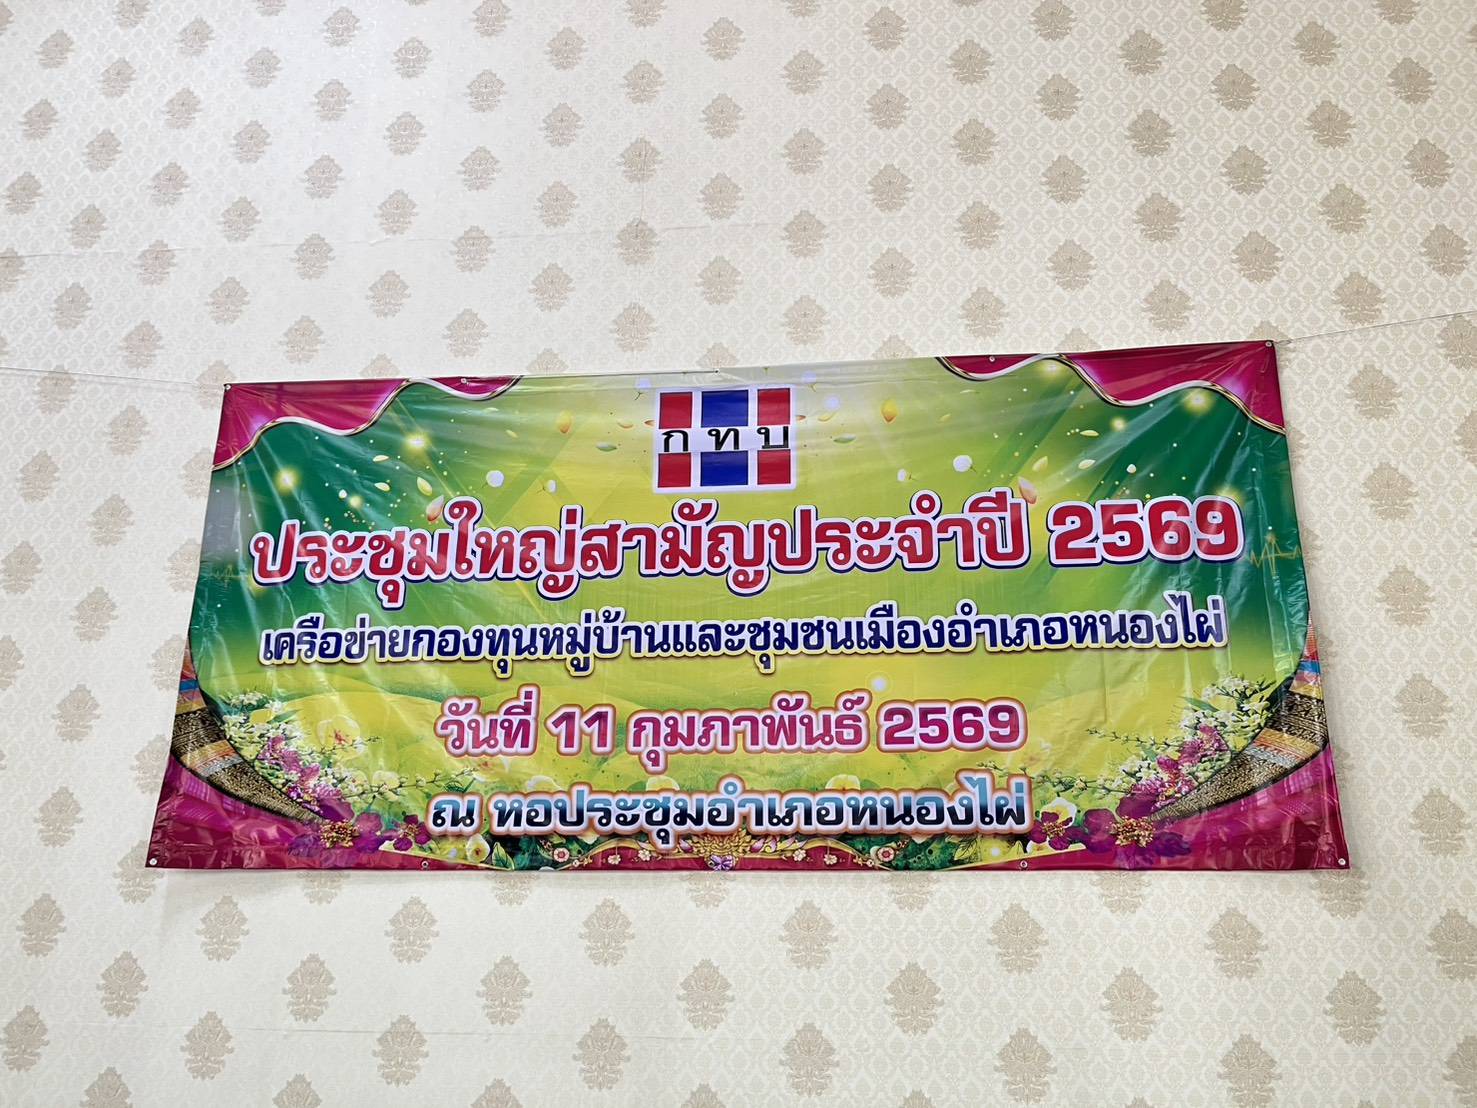 กทบ
ประชุมใหญ่สามัญประจำปี 2569
เครือข่ายกองทุนหมู่บ้านและชุมชนเมืองอำเภอหนองไผ่
วันที่ 11 กุมภาพันธ์ 2569
ณ หอประชุมอำเภอหนองไผ่